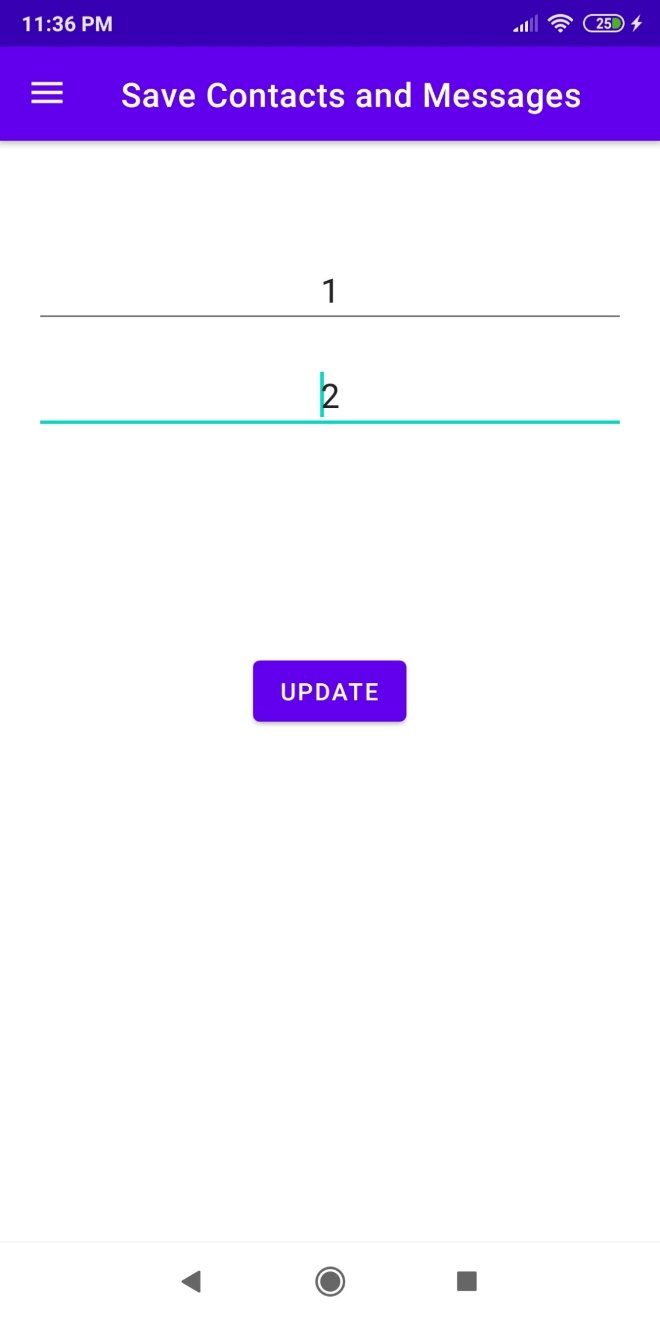 11:36 PM
25
Save Contacts and Messages
1
2
UPDATE